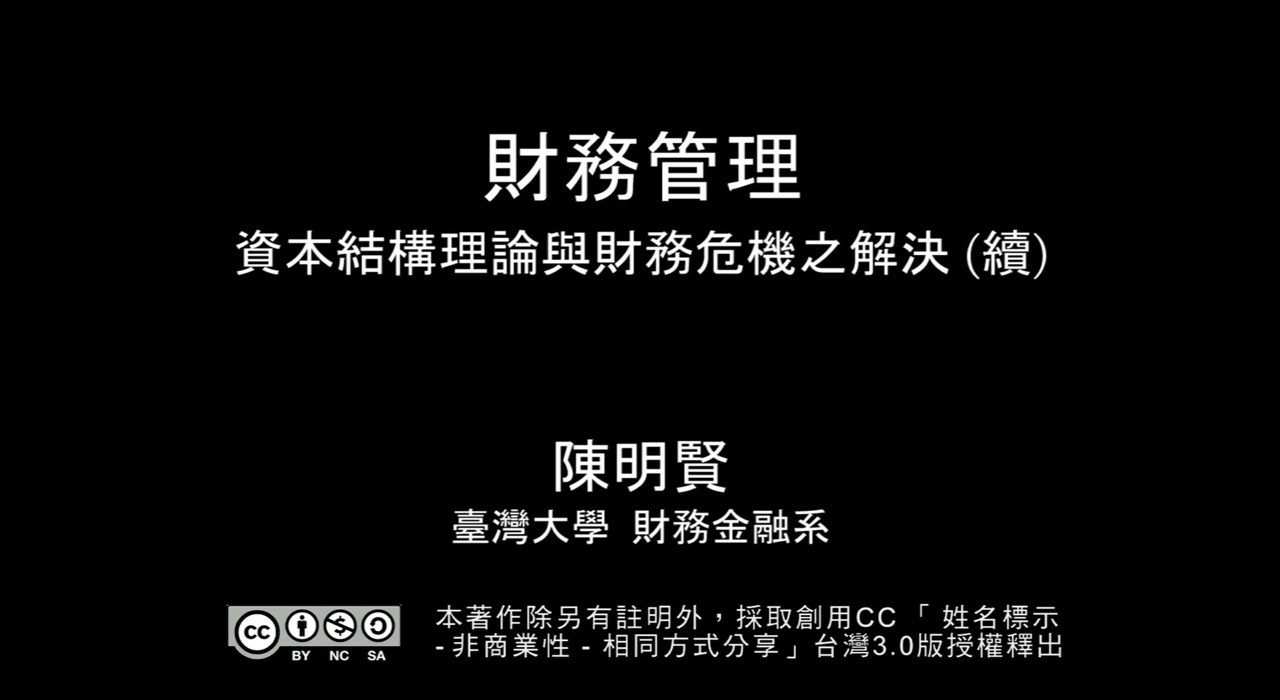 財務管理
資本結構理論與財務危機之解決 (續)
陳明賢
臺灣大學 財務金融系
cc BY NC SA
本著作除另有註明外，採取創用CC「 姓名標示
- 非商業性 - 相同方式分享」台灣3.0版授權釋出